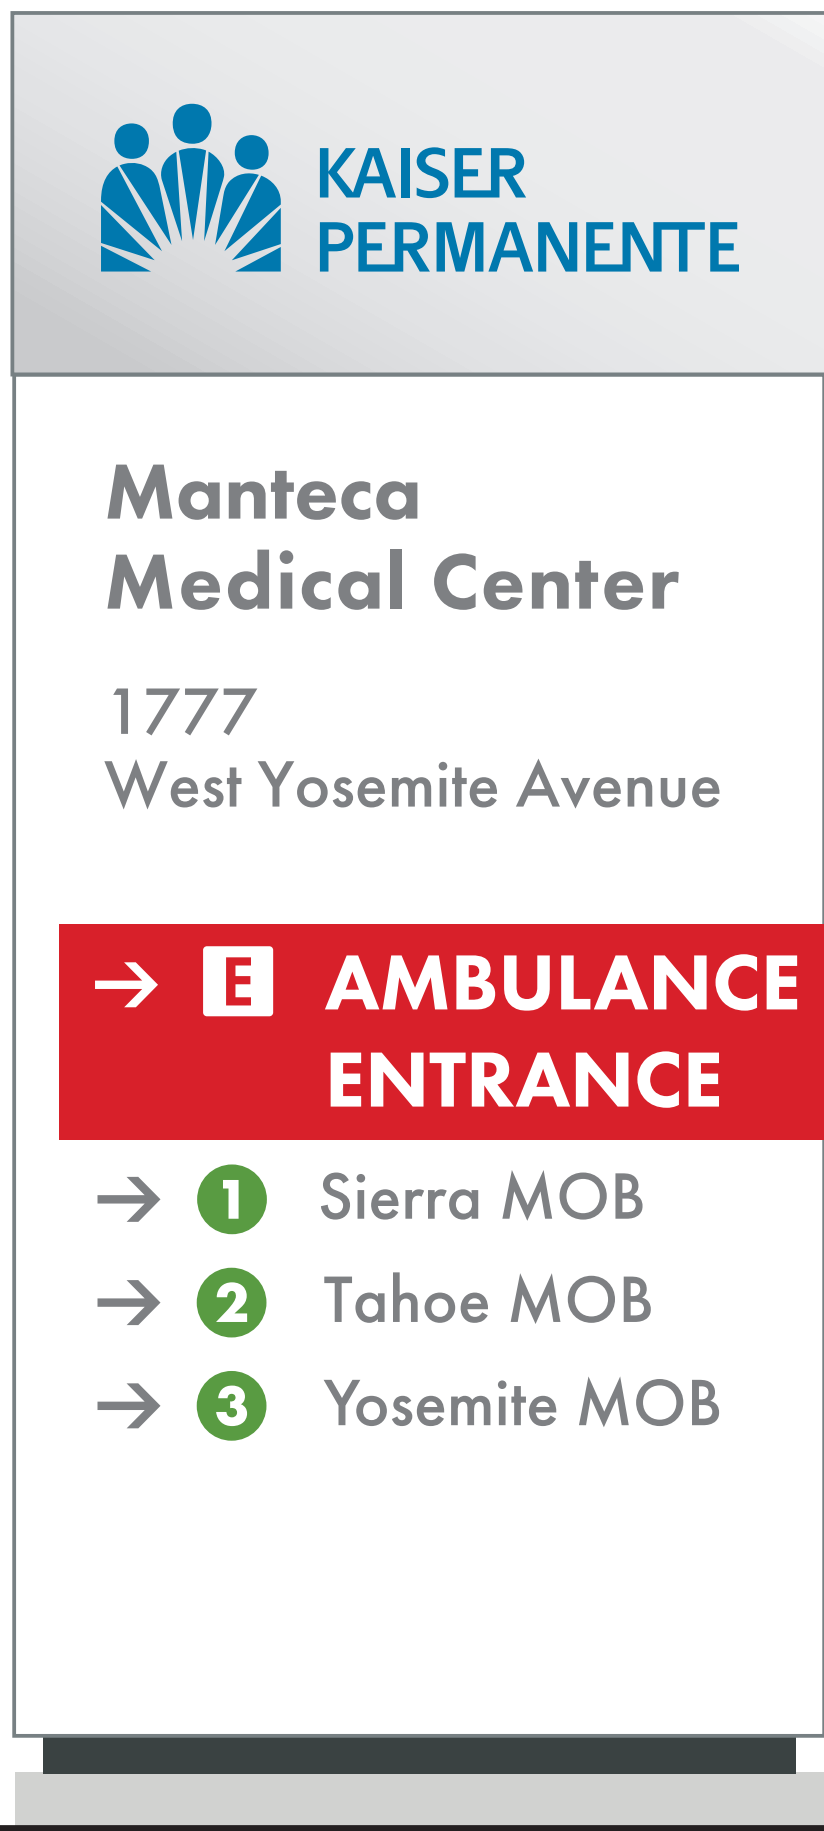 KAISER
PERMANENTE
Manteca
Medical Center
1777
West Yosemite Avenue
→ E AMBULANCE
ENTRANCE
→ 1 Sierra MOB
→ 2 Tahoe MOB
→ 3 Yosemite MOB